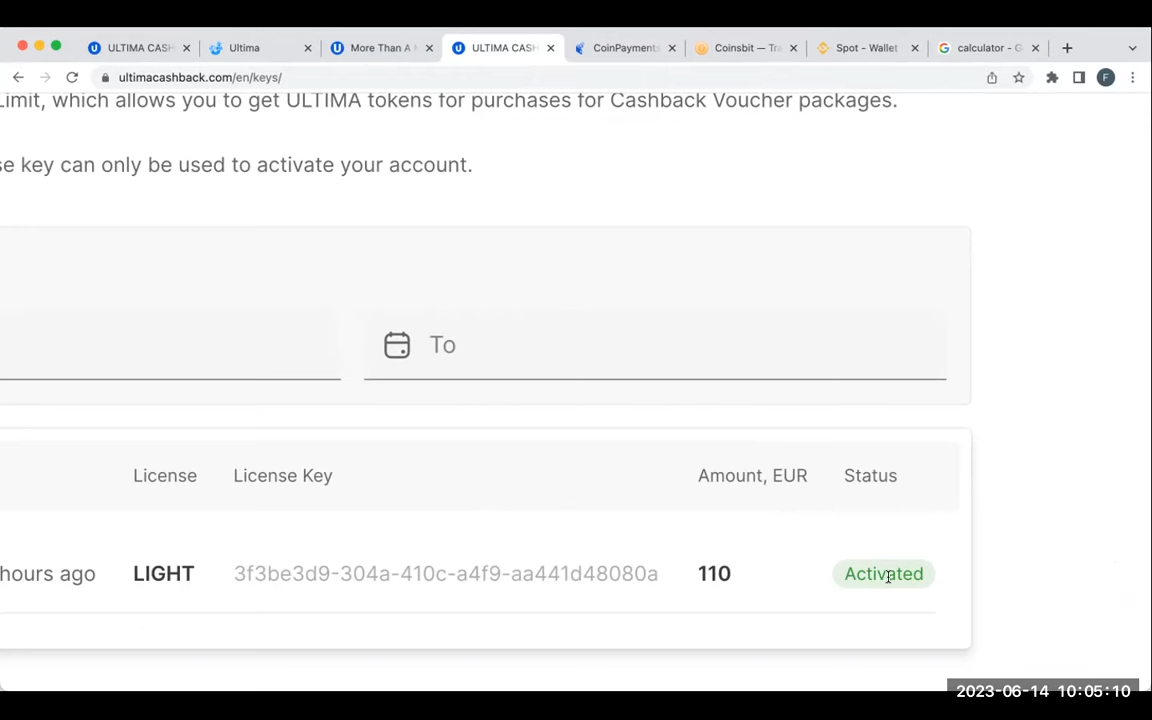 ULTIMA CASH
Ultima
More Than A
ULTIMA CASH
CoinPayments
Coinsbit — Tra
Spot - Wallet
calculator - G
ultimacashback.com/en/keys/
F
Limit, which allows you to get ULTIMA tokens for purchases for Cashback Voucher packages.
se key can only be used to activate your account.
To
License License Key Amount, EUR Status
hours ago LIGHT 3f3be3d9-304a-410c-a4f9-aa441d48080a 110 Activated
2023-06-14 10:05:10